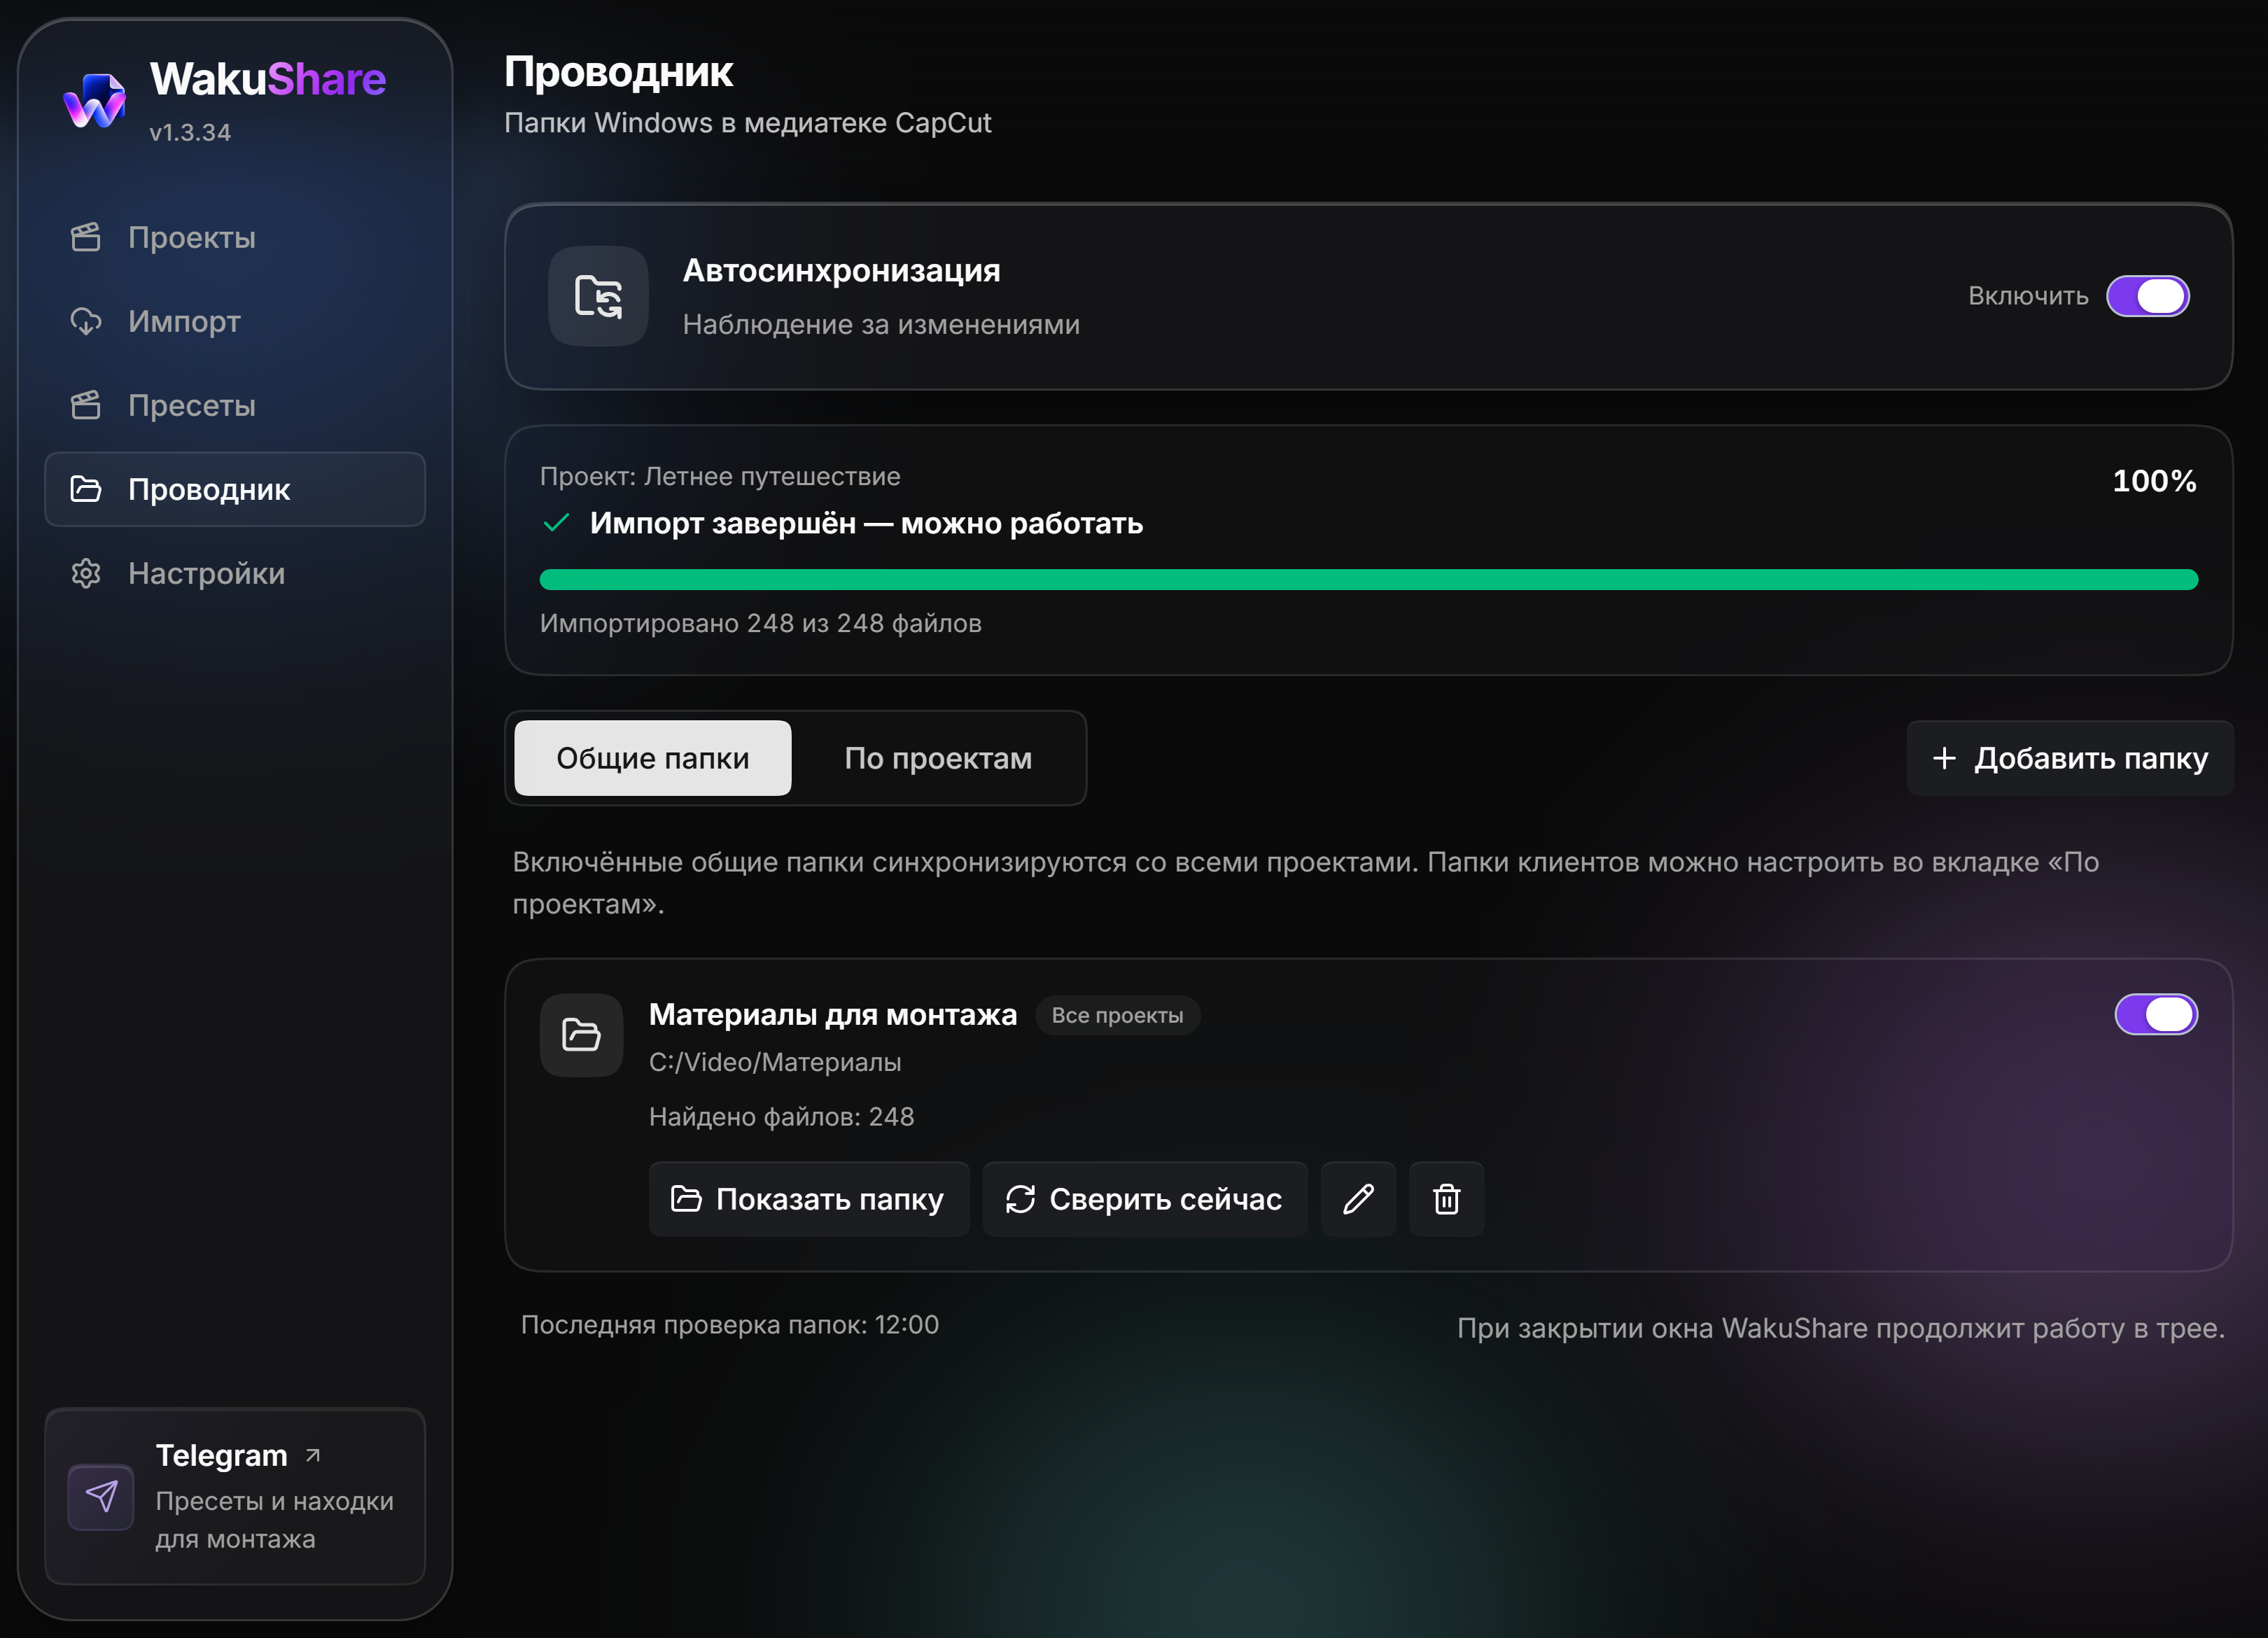 WakuShare
v1.3.34
Проекты
Импорт
Пресеты
Проводник
Настройки
Telegram
Пресеты и находки
для монтажа
Проводник
Папки Windows в медиатеке CapCut
Автосинхронизация
Наблюдение за изменениями
Включить
Проект: Летнее путешествие
100%
Импорт завершён — можно работать
Импортировано 248 из 248 файлов
Общие папки
По проектам
Добавить папку
Включённые общие папки синхронизируются со всеми проектами. Папки клиентов можно настроить во вкладке «По
проектам».
Материалы для монтажа
Все проекты
C:/Video/Материалы
Найдено файлов: 248
Показать папку
Сверить сейчас
Последняя проверка папок: 12:00
При закрытии окна WakuShare продолжит работу в трее.